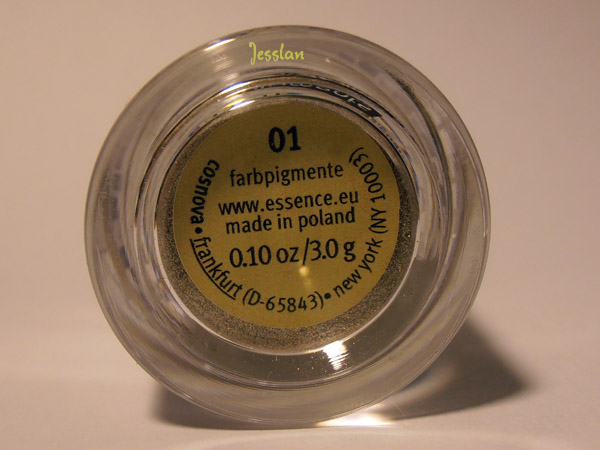 Jesslan
01
farbpigmente
www.essence.eu
made in poland
0.10 oz/3.0 g
cosnova • frankfurt (D-65843) • new york (NY 10003)